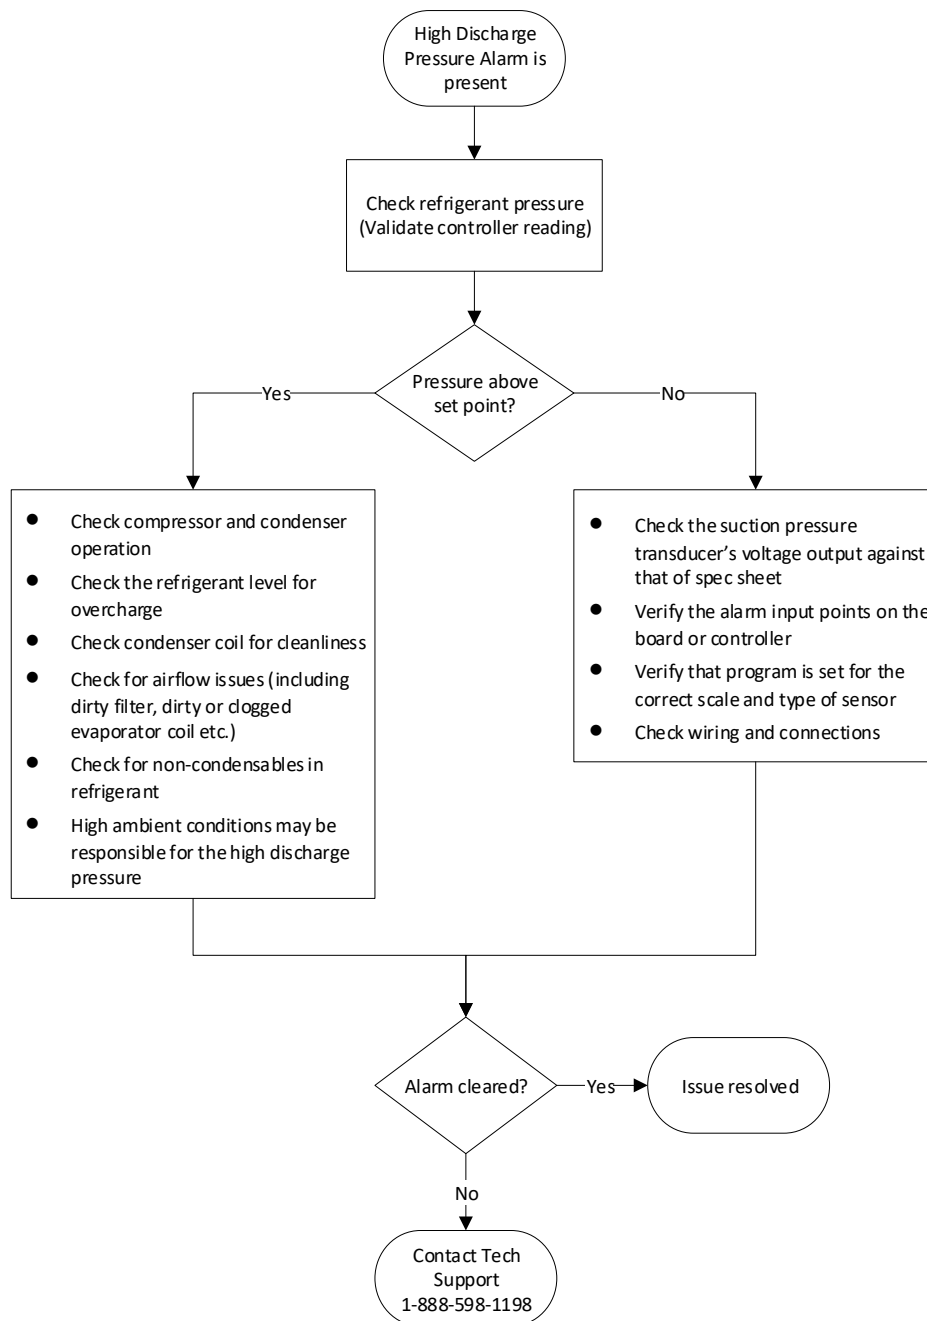 High Discharge
Pressure Alarm is
present
Check refrigerant pressure
(Validate controller reading)
Pressure above
set point?
Yes
No
● Check compressor and condenser
operation
● Check the refrigerant level for
overcharge
● Check condenser coil for cleanliness
● Check for airflow issues (including
dirty filter, dirty or clogged
evaporator coil etc.)
● Check for non-condensables in
refrigerant
● High ambient conditions may be
responsible for the high discharge
pressure
● Check the suction pressure
transducer’s voltage output against
that of spec sheet
● Verify the alarm input points on the
board or controller
● Verify that program is set for the
correct scale and type of sensor
● Check wiring and connections
Alarm cleared?
Yes
Issue resolved
No
Contact Tech
Support
1-888-598-1198